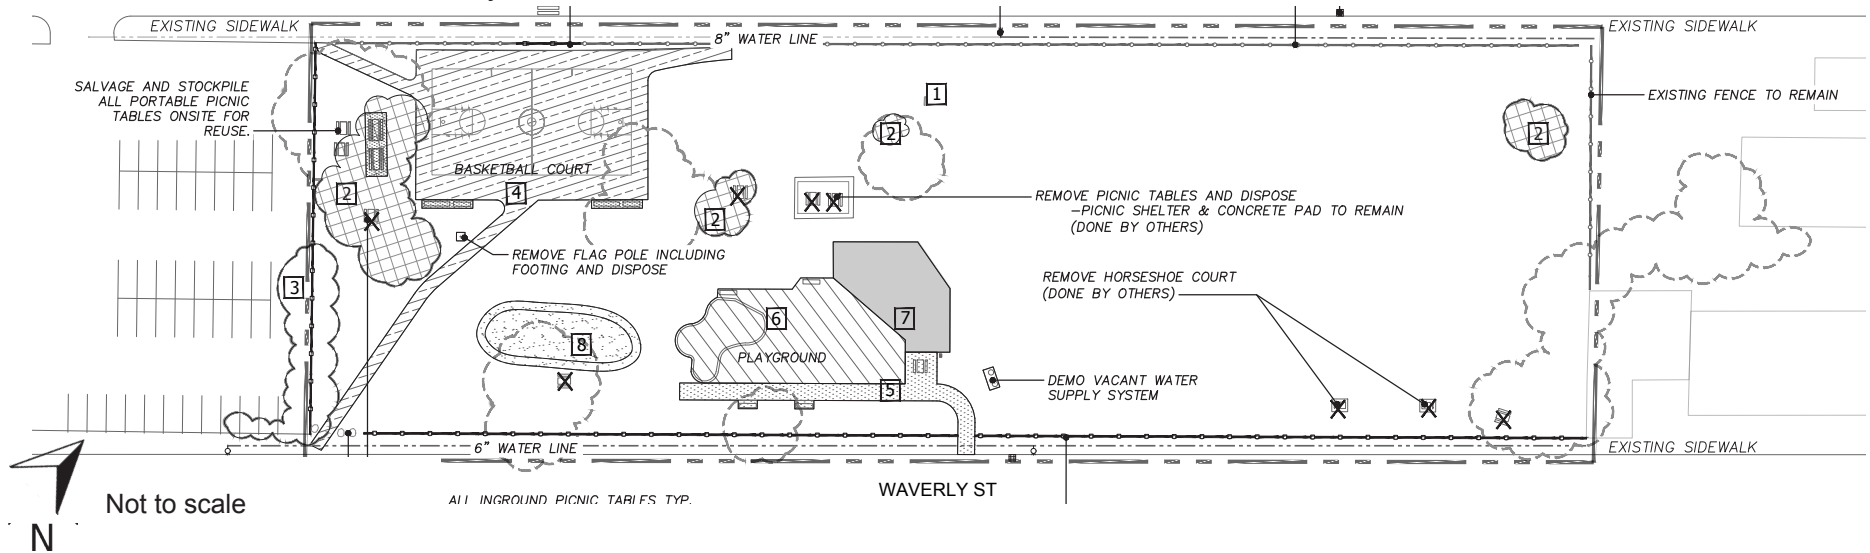 EXISTING SIDEWALK
8" WATER LINE
EXISTING SIDEWALK
SALVAGE AND STOCKPILE
ALL PORTABLE PICNIC
TABLES ONSITE FOR
REUSE.
1
EXISTING FENCE TO REMAIN
2
2
BASKETBALL COURT
2
4
2
REMOVE PICNIC TABLES AND DISPOSE
-PICNIC SHELTER & CONCRETE PAD TO REMAIN
(DONE BY OTHERS)
REMOVE FLAG POLE INCLUDING
FOOTING AND DISPOSE
3
REMOVE HORSESHOE COURT
(DONE BY OTHERS)
6
7
8
PLAYGROUND
5
DEMO VACANT WATER
SUPPLY SYSTEM
6" WATER LINE
EXISTING SIDEWALK
ALL INGROUND PICNIC TABLES TYP.
WAVERLY ST
Not to scale
N